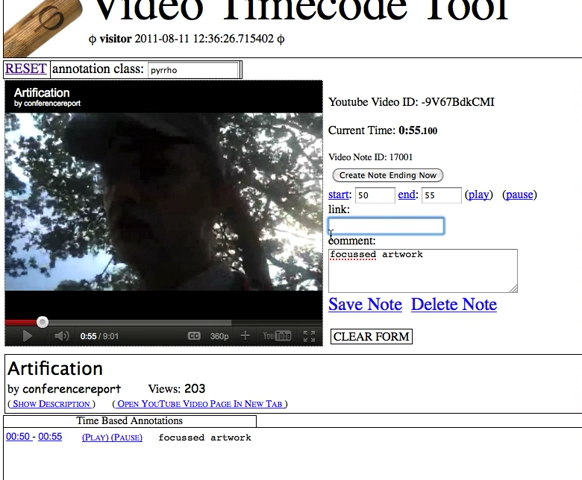 Video Timecode Tool
ϕ visitor 2011-08-11 12:36:26.715402 ϕ
RESET annotation class: pyrrho
Artification
by conferencereport
Youtube Video ID: -9V67BdkCMI
Current Time: 0:55.100
Video Note ID: 17001
Create Note Ending Now
start: 50 end: 55 (play) (pause)
link:
comment:
focussed artwork
Save Note Delete Note
CLEAR FORM
0:55 / 9:01 CC 360p + YouTube
Artification
by conferencereport Views: 203
( SHOW DESCRIPTION ) ( OPEN YOUTUBE VIDEO PAGE IN NEW TAB )
Time Based Annotations
00:50 - 00:55 (PLAY) (PAUSE) focussed artwork